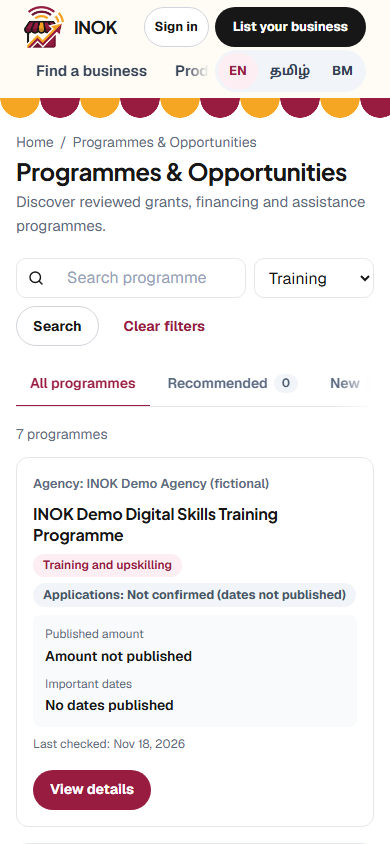 INOK
Sign in
List your business
Find a business
Prod
EN
தமிழ்
BM
Home / Programmes & Opportunities
Programmes & Opportunities
Discover reviewed grants, financing and assistance
programmes.
Search programme
Training
Search
Clear filters
All programmes
Recommended 0
New
7 programmes
Agency: INOK Demo Agency (fictional)
INOK Demo Digital Skills Training
Programme
Training and upskilling
Applications: Not confirmed (dates not published)
Published amount
Amount not published
Important dates
No dates published
Last checked: Nov 18, 2026
View details